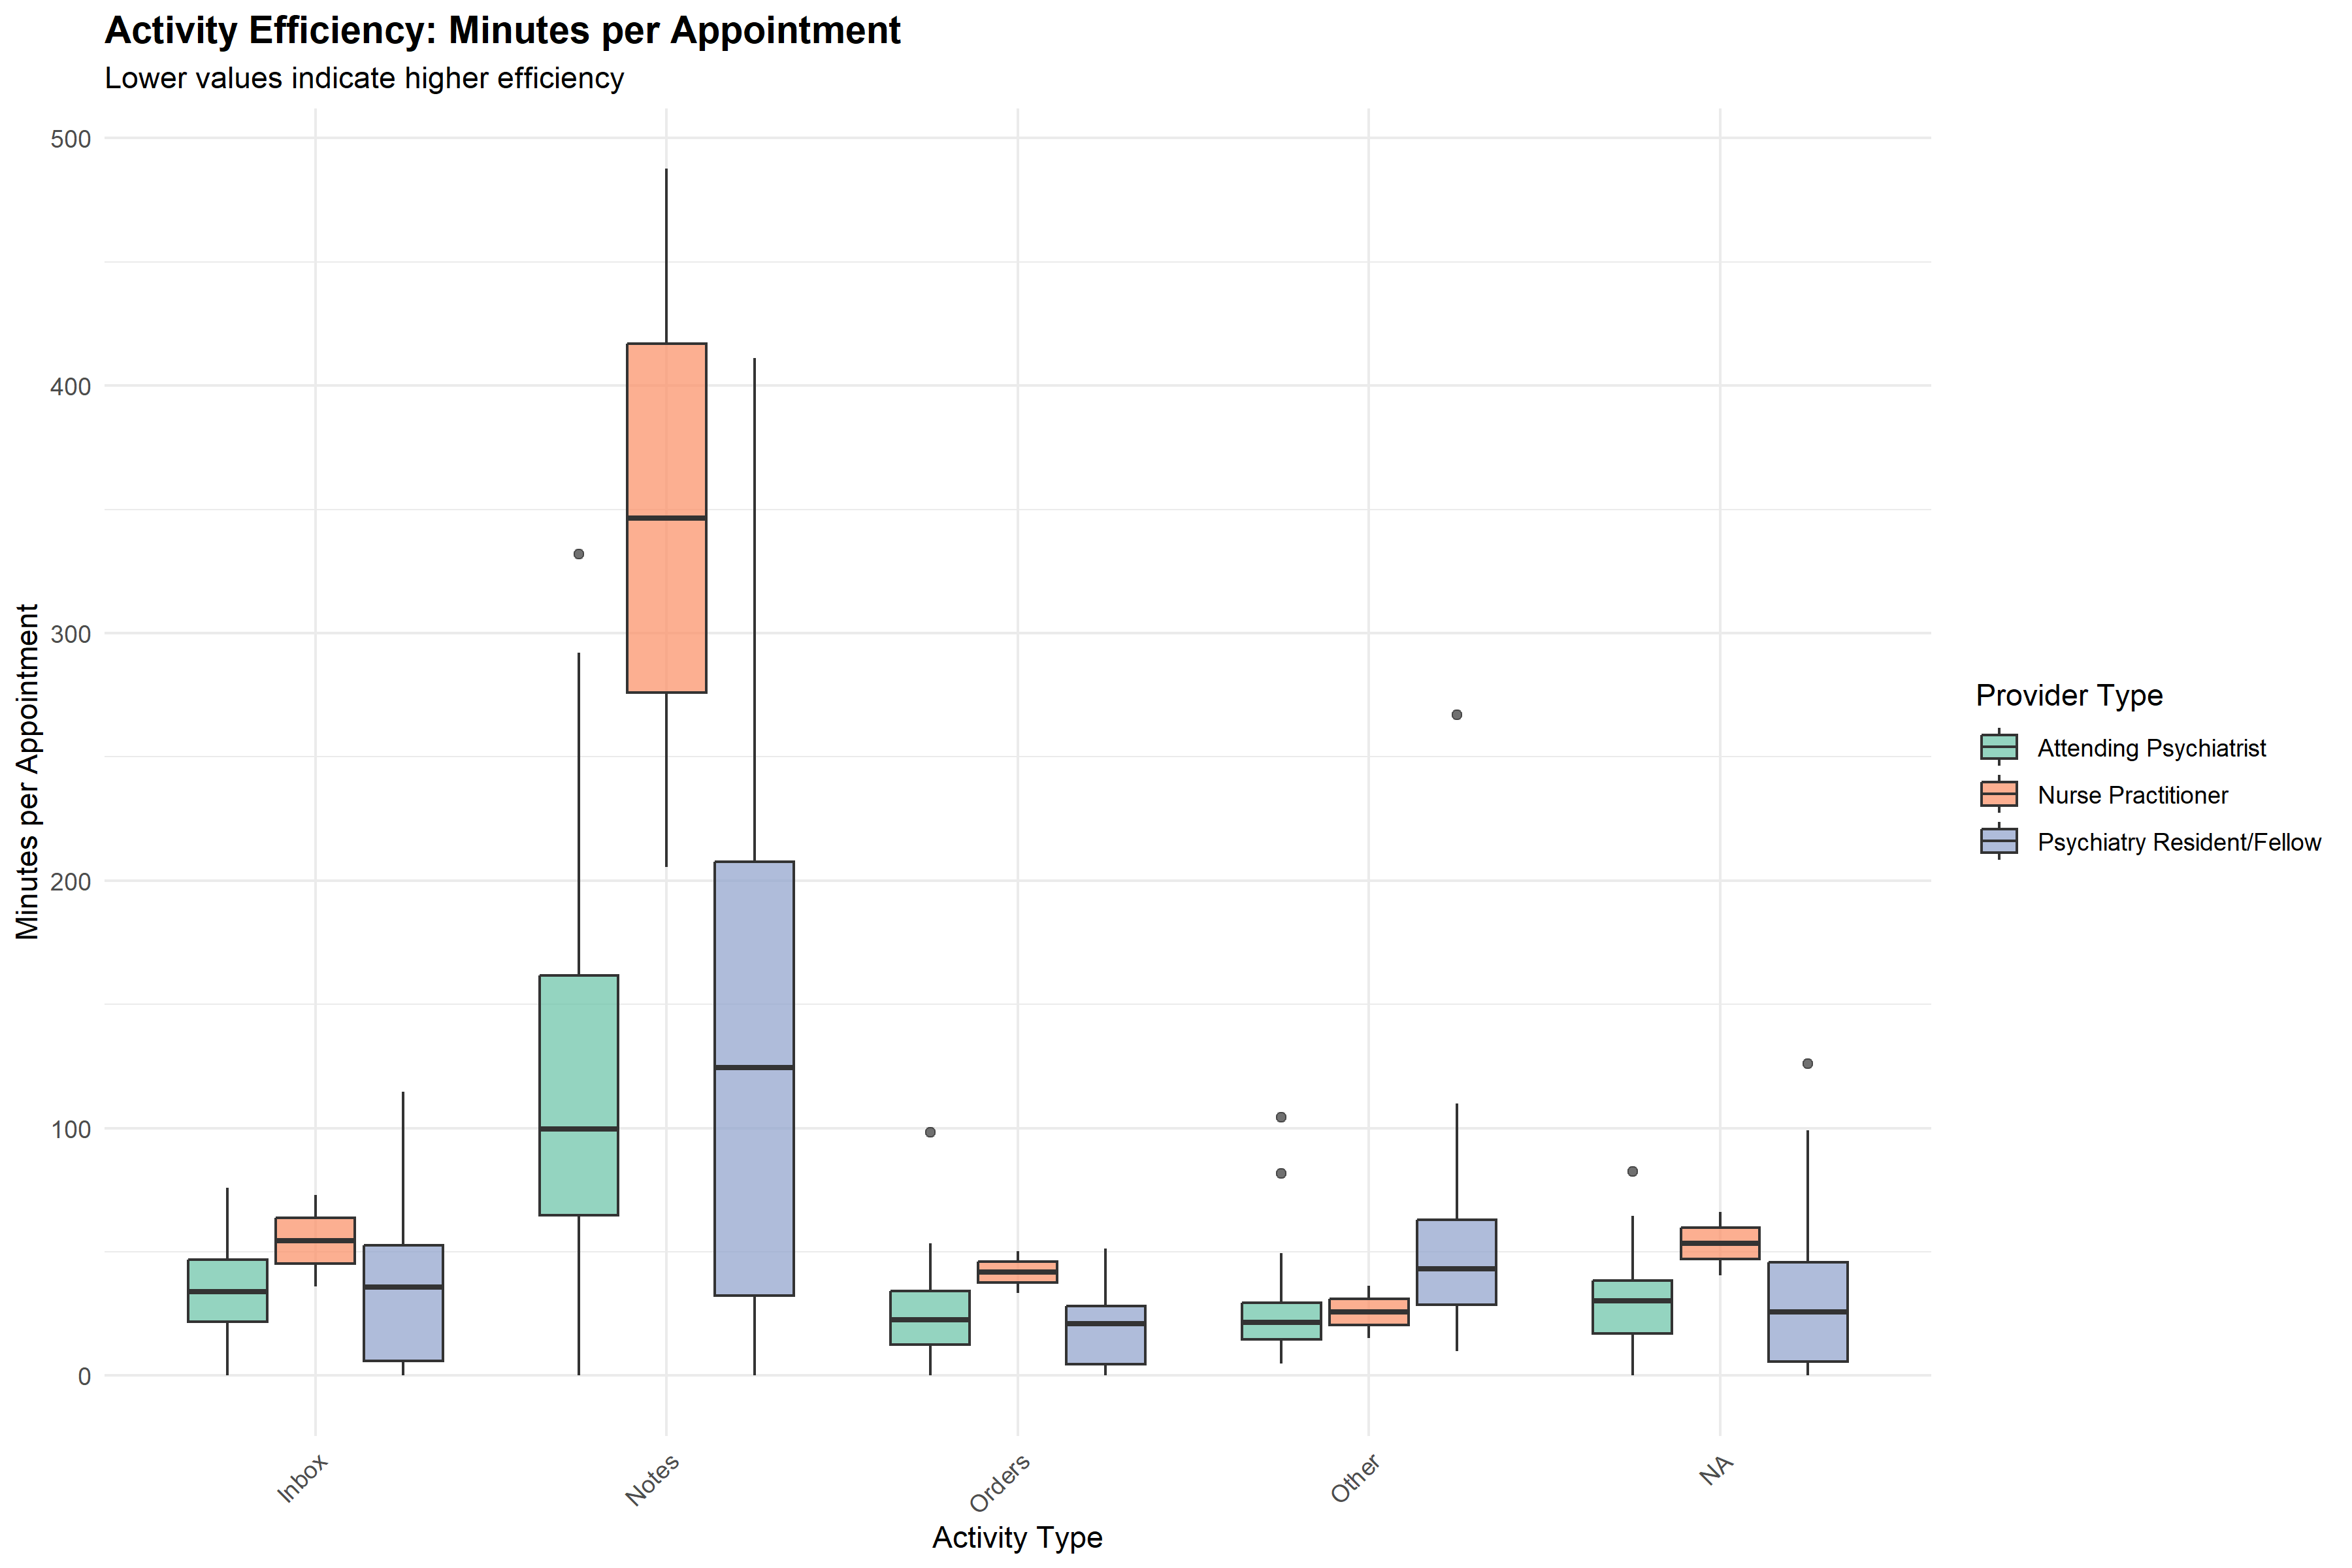 Activity Efficiency: Minutes per Appointment
Lower values indicate higher efficiency
Minutes per Appointment
500
400
300
200
100
0
Inbox
Notes
Orders
Other
NA
Activity Type
Provider Type
Attending Psychiatrist
Nurse Practitioner
Psychiatry Resident/Fellow